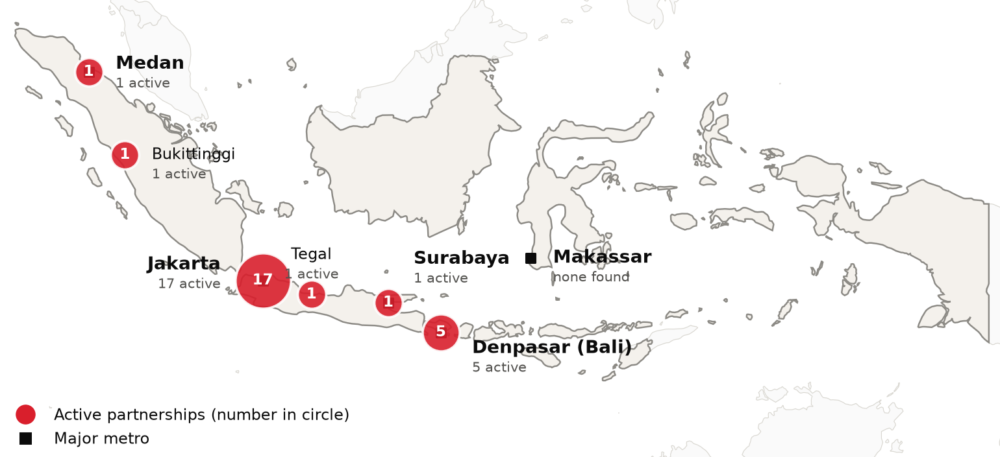 1
Medan
1 active
1
Bukittinggi
1 active
Jakarta
17 active
17
Tegal
1 active
1
Surabaya
1 active
1
Makassar
none found
5
Denpasar (Bali)
5 active
Active partnerships (number in circle)
Major metro